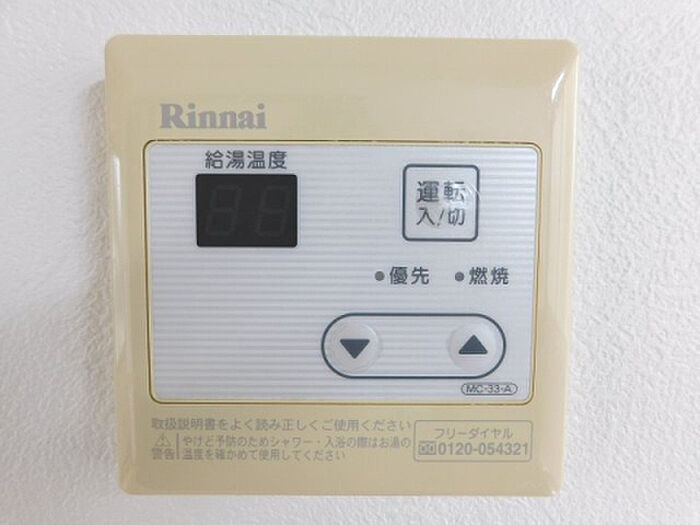 Rinnai
給湯温度
運転
入/切
優先 燃焼
MC-33-A
取扱説明書をよく読み正しくご使用ください
警告
やけど予防のためシャワー・入浴の際はお湯の
温度を確かめて使用してください
フリーダイヤル
0120-054321